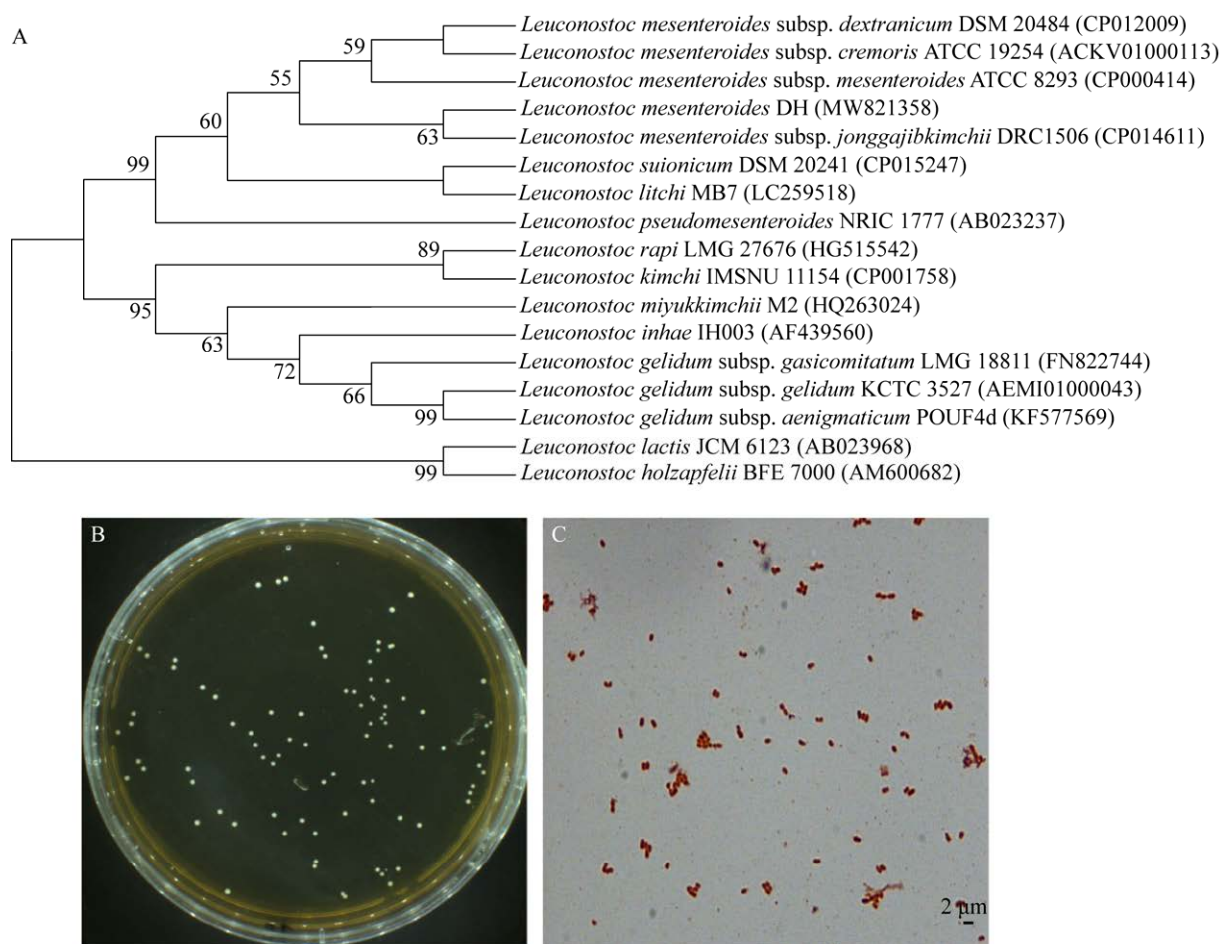 A
Leuconostoc mesenteroides subsp. dextranicum DSM 20484 (CP012009)
59
Leuconostoc mesenteroides subsp. cremoris ATCC 19254 (ACKV01000113)
55
Leuconostoc mesenteroides subsp. mesenteroides ATCC 8293 (CP000414)
Leuconostoc mesenteroides DH (MW821358)
60
63
Leuconostoc mesenteroides subsp. jonggajibkimchii DRC1506 (CP014611)
99
Leuconostoc suionicum DSM 20241 (CP015247)
Leuconostoc litchi MB7 (LC259518)
Leuconostoc pseudomesenteroides NRIC 1777 (AB023237)
89
Leuconostoc rapi LMG 27676 (HG515542)
Leuconostoc kimchi IMSNU 11154 (CP001758)
95
Leuconostoc miyukkimchii M2 (HQ263024)
63
Leuconostoc inhae IH003 (AF439560)
72
Leuconostoc gelidum subsp. gasicomitatum LMG 18811 (FN822744)
66
Leuconostoc gelidum subsp. gelidum KCTC 3527 (AEMI01000043)
99
Leuconostoc gelidum subsp. aenigmaticum POUF4d (KF577569)
Leuconostoc lactis JCM 6123 (AB023968)
99
Leuconostoc holzapfelii BFE 7000 (AM600682)
B
C
2 μm